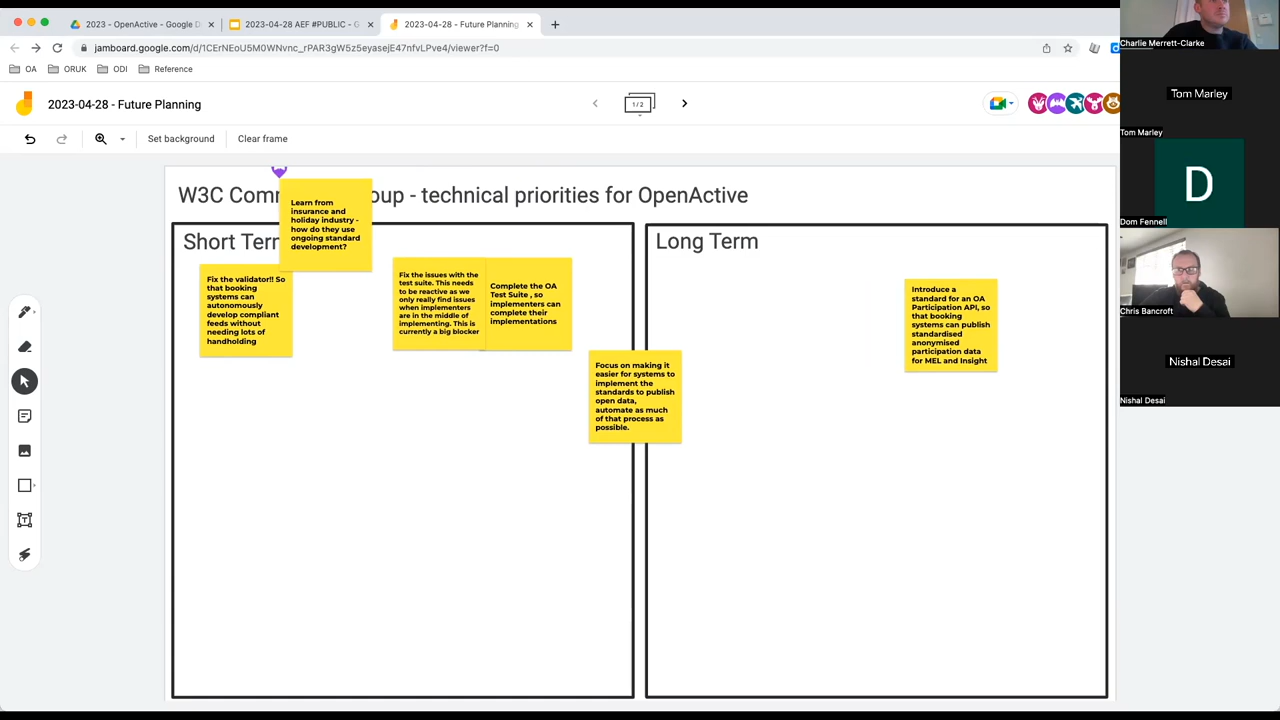 2023 - OpenActive - Google D
2023-04-28 AEF #PUBLIC - G
2023-04-28 - Future Planning
jamboard.google.com/d/1CErNEoU5M0WNvnc_rPAR3gW5z5eyasejE47nfvLPve4/viewer?f=0
OA
ORUK
ODI
Reference
2023-04-28 - Future Planning
1/2
Set background
Clear frame
W3C Com oup - technical priorities for OpenActive
Short Ter
Long Term
Learn from
insurance and
holiday industry -
how do they use
ongoing standard
development?
Fix the validator!! So
that booking
systems can
autonomously
develop compliant
feeds without
needing lots of
handholding
Fix the issues with the
test suite. This needs
to be reactive as we
only really find issues
when implementers
are in the middle of
implementing. This is
currently a big blocker
Complete the OA
Test Suite , so
implementers can
complete their
implementations
Focus on making it
easier for systems to
implement the
standards to publish
open data,
automate as much
of that process as
possible.
Introduce a
standard for an OA
Participation API, so
that booking
systems can publish
standardised
anonymised
participation data
for MEL and Insight
Charlie Merrett-Clarke
Tom Marley
Tom Marley
D
Dom Fennell
Chris Bancroft
Nishal Desai
Nishal Desai